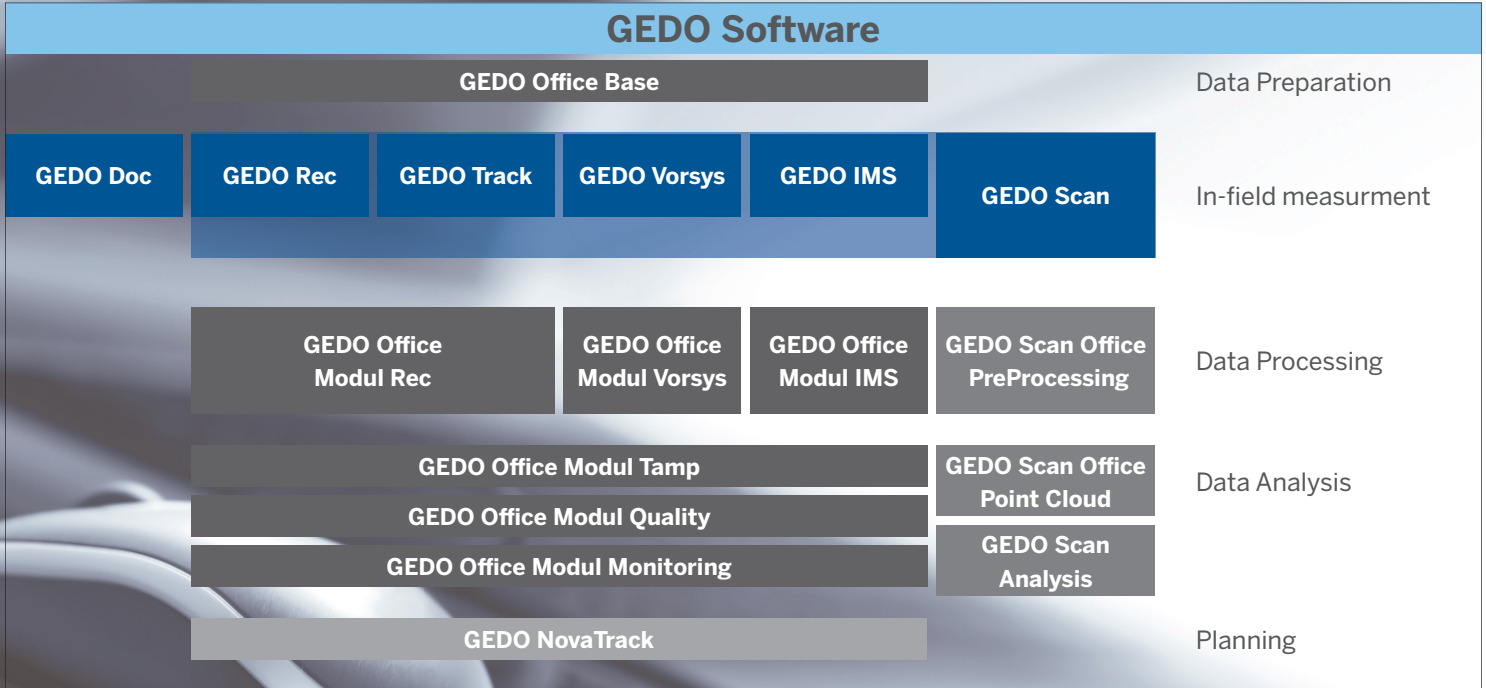 GEDO Software
GEDO Office Base
Data Preparation
GEDO Doc
GEDO Rec
GEDO Track
GEDO Vorsys
GEDO IMS
GEDO Scan
In-field measurment
GEDO Office
Modul Rec
GEDO Office
Modul Vorsys
GEDO Office
Modul IMS
GEDO Scan Office
PreProcessing
Data Processing
GEDO Office Modul Tamp
GEDO Office Modul Quality
GEDO Office Modul Monitoring
GEDO Scan Office
Point Cloud
GEDO Scan
Analysis
Data Analysis
GEDO NovaTrack
Planning